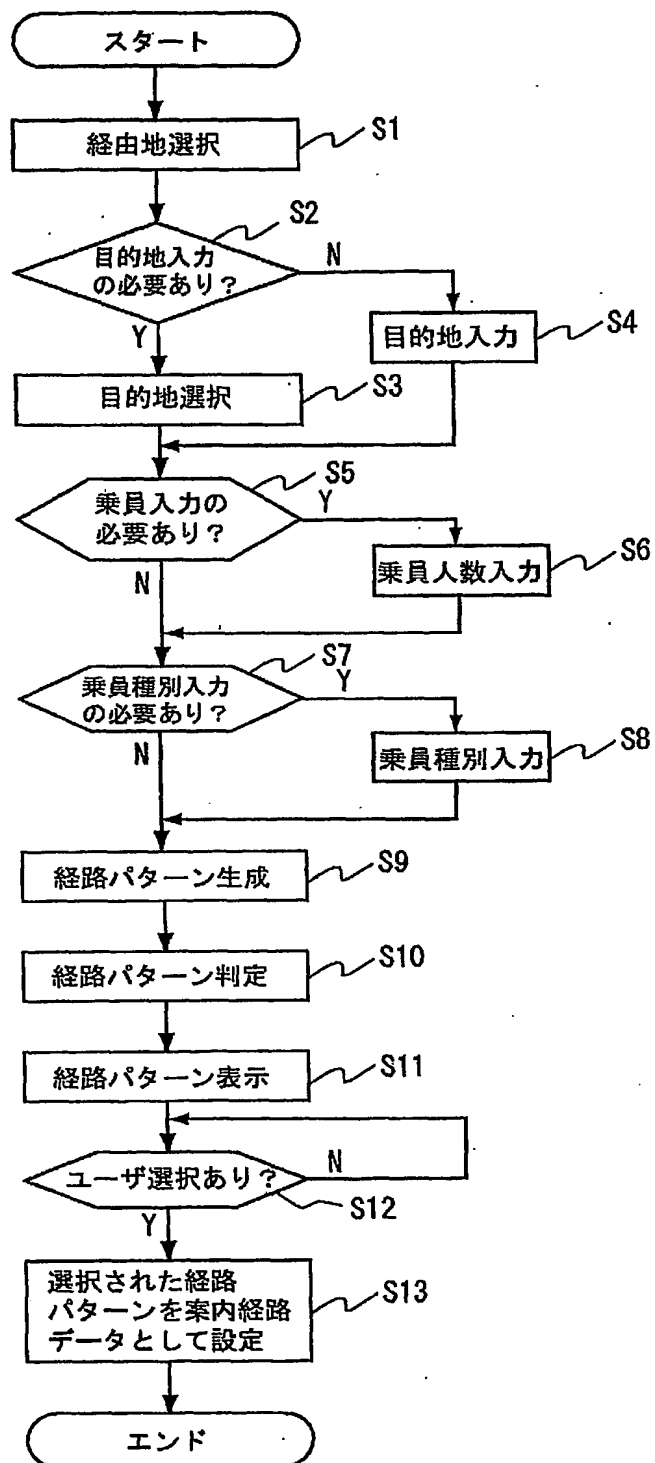 スタート
経由地選択
S1
S2
目的地入力
の必要あり？
N
Y
目的地入力
S4
目的地選択
S3
S5
乗員入力の
必要あり？
Y
N
乗員人数入力
S6
S7
乗員種別入力
の必要あり？
Y
N
乗員種別入力
S8
経路パターン生成
S9
経路パターン判定
S10
経路パターン表示
S11
ユーザ選択あり？
N
S12
Y
選択された経路
パターンを案内経路
データとして設定
S13
エンド